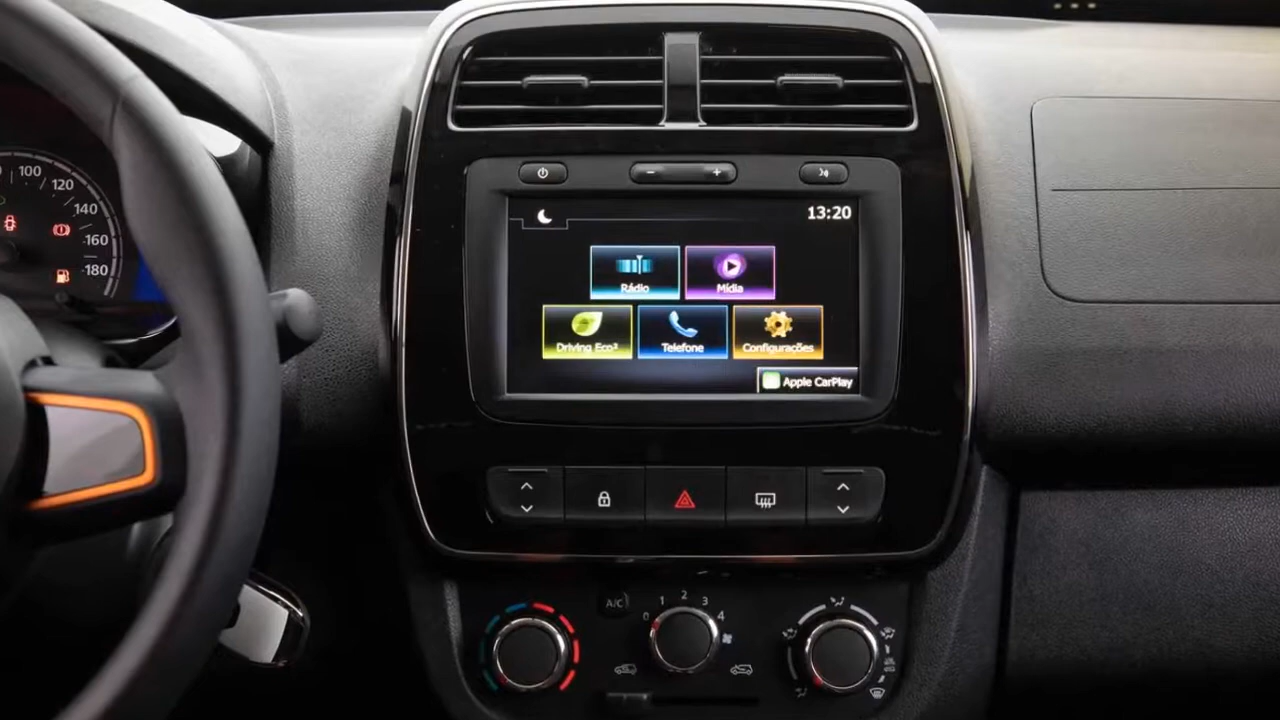 100
120
140
160
180
13:20
Rádio
Mídia
Driving Eco²
Telefone
Configurações
Apple CarPlay
A/C
0 1 2 3 4